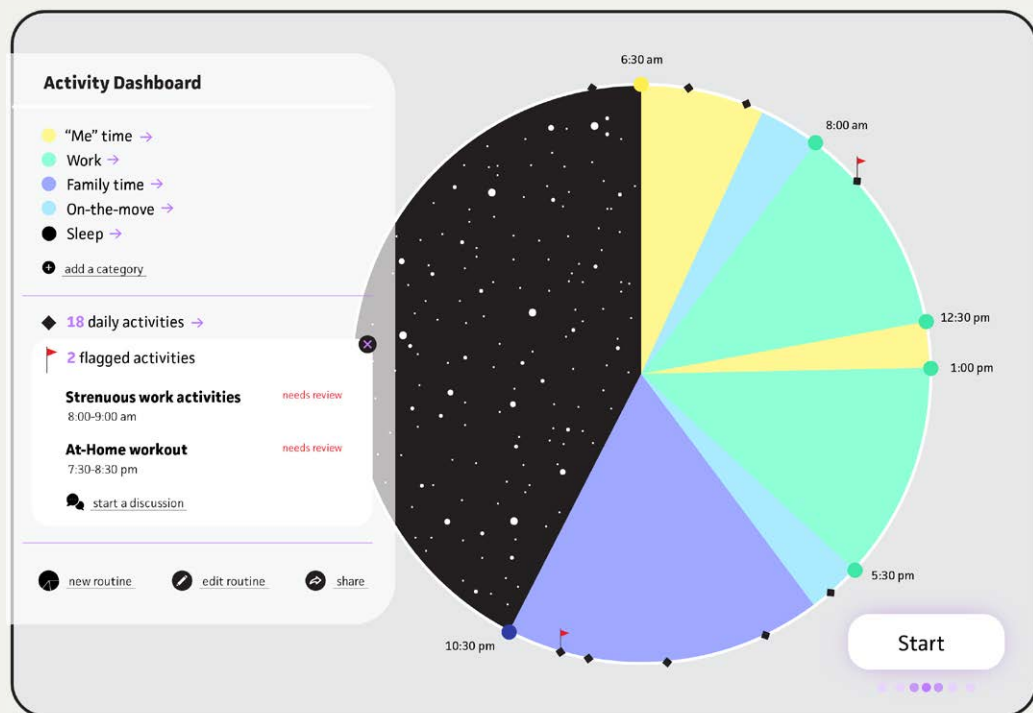 Activity Dashboard
“Me” time →
Work →
Family time →
On-the-move →
Sleep →
add a category
18 daily activities →
2 flagged activities
Strenuous work activities
needs review
8:00-9:00 am
At-Home workout
needs review
7:30-8:30 pm
start a discussion
new routine
edit routine
share
6:30 am
8:00 am
12:30 pm
1:00 pm
5:30 pm
10:30 pm
Start